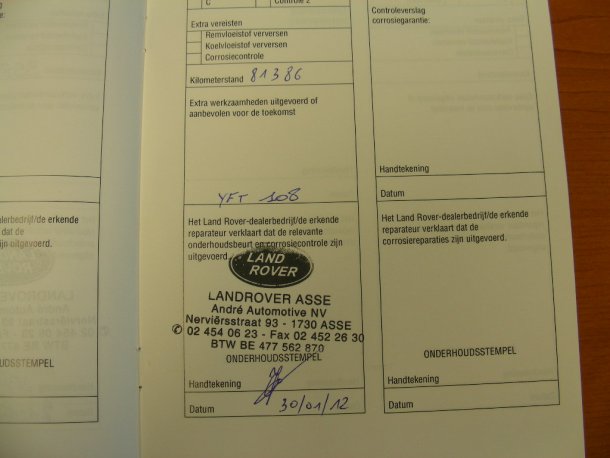 C
Controle 2
Extra vereisten
Remvloeistof verversen
Koelvloeistof verversen
Corrosiecontrole
Kilometerstand 81386
Extra werkzaamheden uitgevoerd of
aanbevolen voor de toekomst
YFT 108
Het Land Rover-dealerbedrijf/de erkende
reparateur verklaart dat de relevante
onderhoudsbeurt en corrosiecontrole zijn
uitgevoerd.
LAND
ROVER
LANDROVER ASSE
André Automotive NV
Nerviërsstraat 93 - 1730 ASSE
✆ 02 454 06 23 - Fax 02 452 26 30
BTW BE 477 562 870
ONDERHOUDSSTEMPEL
Handtekening
Datum 30/01/12
Controleverslag
corrosiegarantie:
Handtekening
Datum
Het Land Rover-dealerbedrijf/de erkende
reparateur verklaart dat de
corrosiereparaties zijn uitgevoerd.
ONDERHOUDSSTEMPEL
Handtekening
Datum